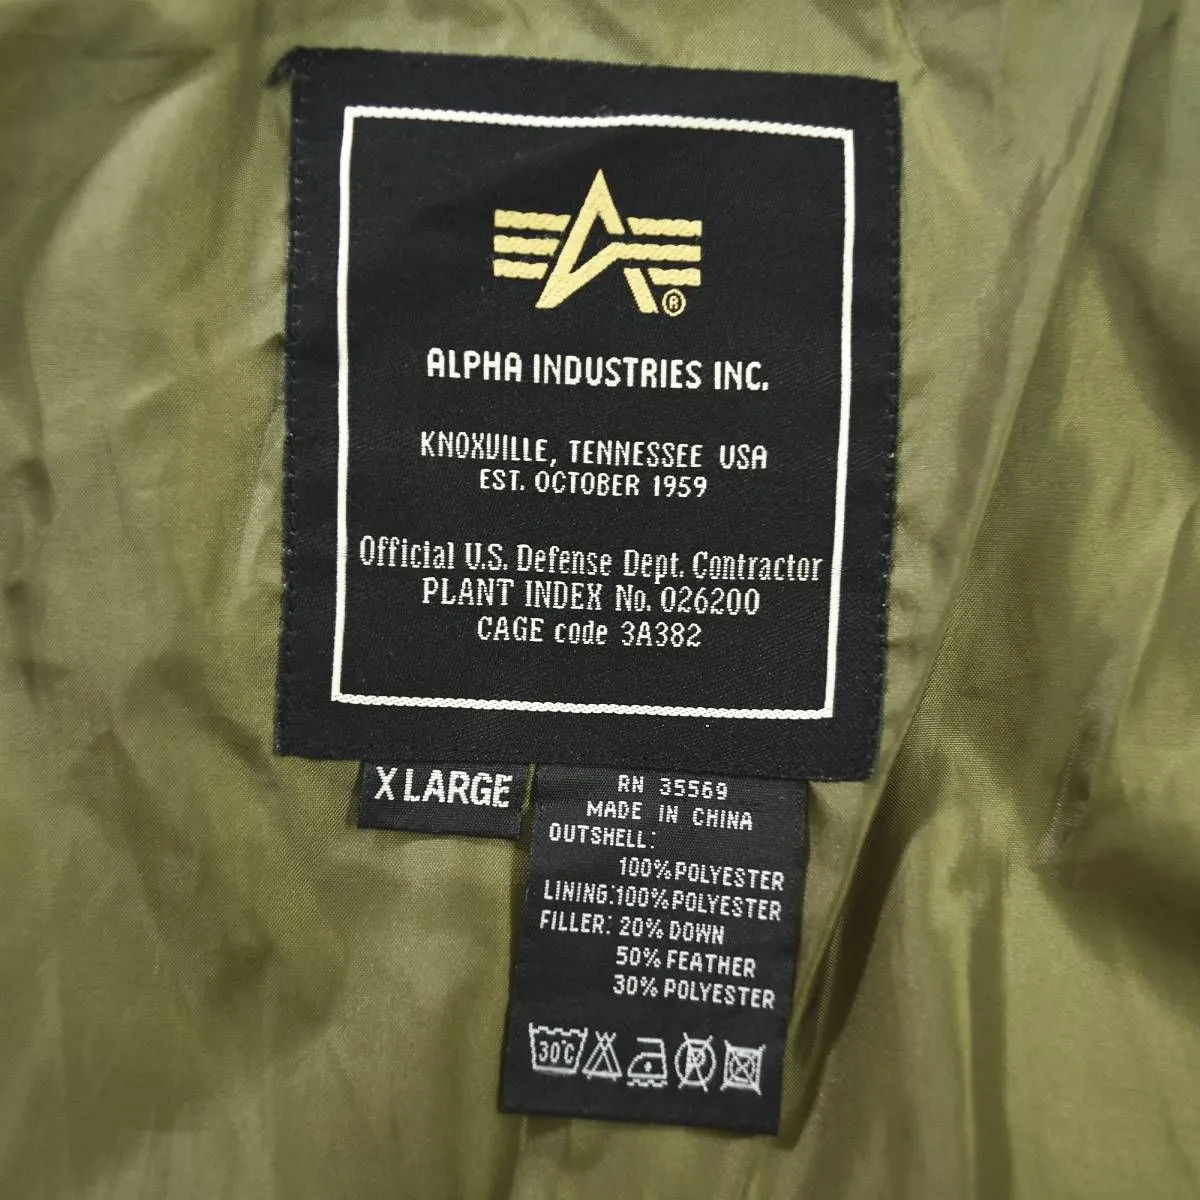 ®
ALPHA INDUSTRIES INC.
KNOXVILLE, TENNESSEE USA
EST. OCTOBER 1959
Official U.S. Defense Dept. Contractor
PLANT INDEX No. 026200
CAGE code 3A382
X LARGE
RN 35569
MADE IN CHINA
OUTSHELL:
100% POLYESTER
LINING: 100% POLYESTER
FILLER: 20% DOWN
50% FEATHER
30% POLYESTER
30°C P